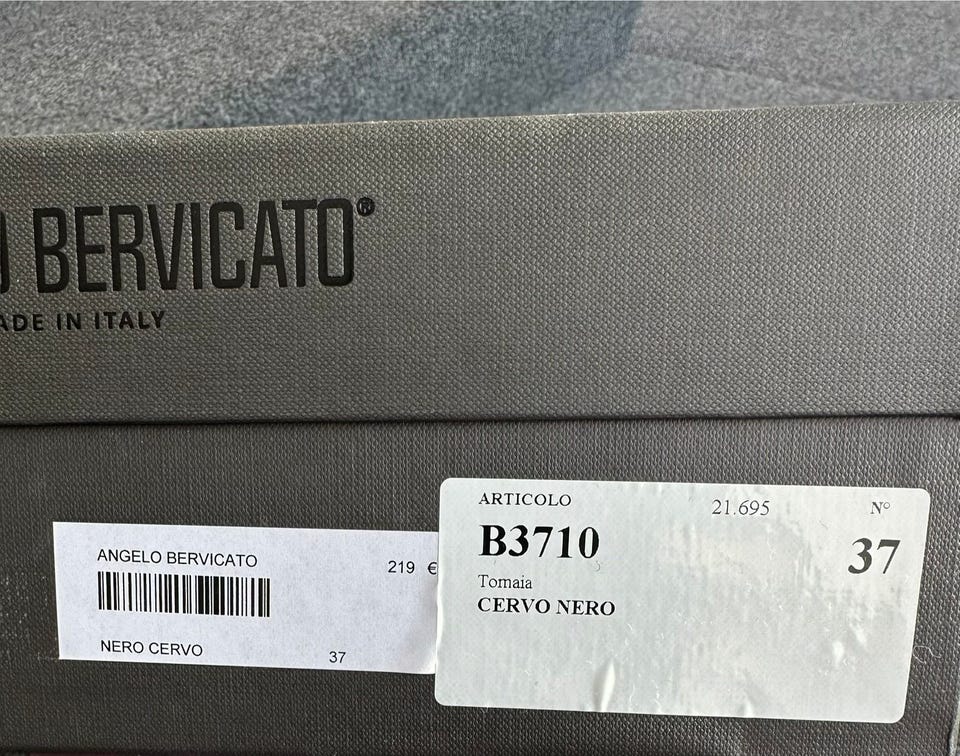 BERVICATO®
ADE IN ITALY
ANGELO BERVICATO
219 €
NERO CERVO
37
ARTICOLO 21.695 N°
B3710 37
Tomaia
CERVO NERO